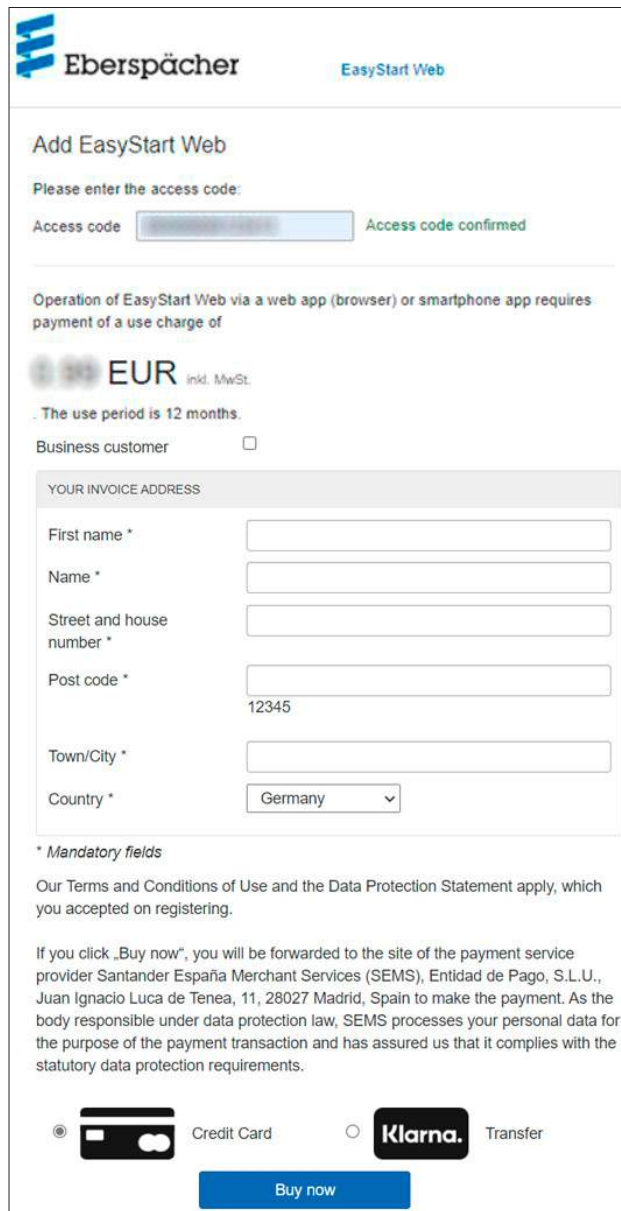 Eberspächer
EasyStart Web
Add EasyStart Web
Please enter the access code:
Access code
Access code confirmed
Operation of EasyStart Web via a web app (browser) or smartphone app requires
payment of a use charge of
EUR inkl. MwSt.
. The use period is 12 months.
Business customer
YOUR INVOICE ADDRESS
First name *
Name *
Street and house
number *
Post code *
12345
Town/City *
Country *
Germany
* Mandatory fields
Our Terms and Conditions of Use and the Data Protection Statement apply, which
you accepted on registering.
If you click „Buy now“, you will be forwarded to the site of the payment service
provider Santander España Merchant Services (SEMS), Entidad de Pago, S.L.U.,
Juan Ignacio Luca de Tenea, 11, 28027 Madrid, Spain to make the payment. As the
body responsible under data protection law, SEMS processes your personal data for
the purpose of the payment transaction and has assured us that it complies with the
statutory data protection requirements.
Credit Card
Klarna.
Transfer
Buy now